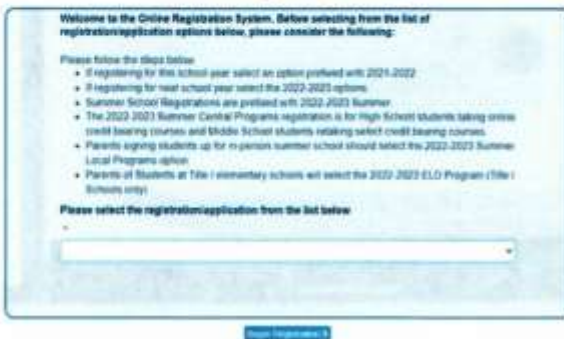 Welcome to the Online Registration System. Before selecting from the list of
registration/application options below, please consider the following:
Please follow the steps below
• If registering for this school year select an option prefixed with 2021-2022
• If registering for next school year select the 2022-2023 options
• Summer School Registrations are prefixed with 2022-2023 Summer
• The 2022-2023 Summer Central Programs registration is for High School students taking online
credit bearing courses and Middle School students retaking select credit bearing courses.
• Parents signing students up for in-person summer school should select the 2022-2023 Summer
Local Programs option
• Parents of Students at Title I elementary schools will select the 2022-2023 ELO Program (Title I
Schools only)
Please select the registration/application from the list below
*
Begin Registration